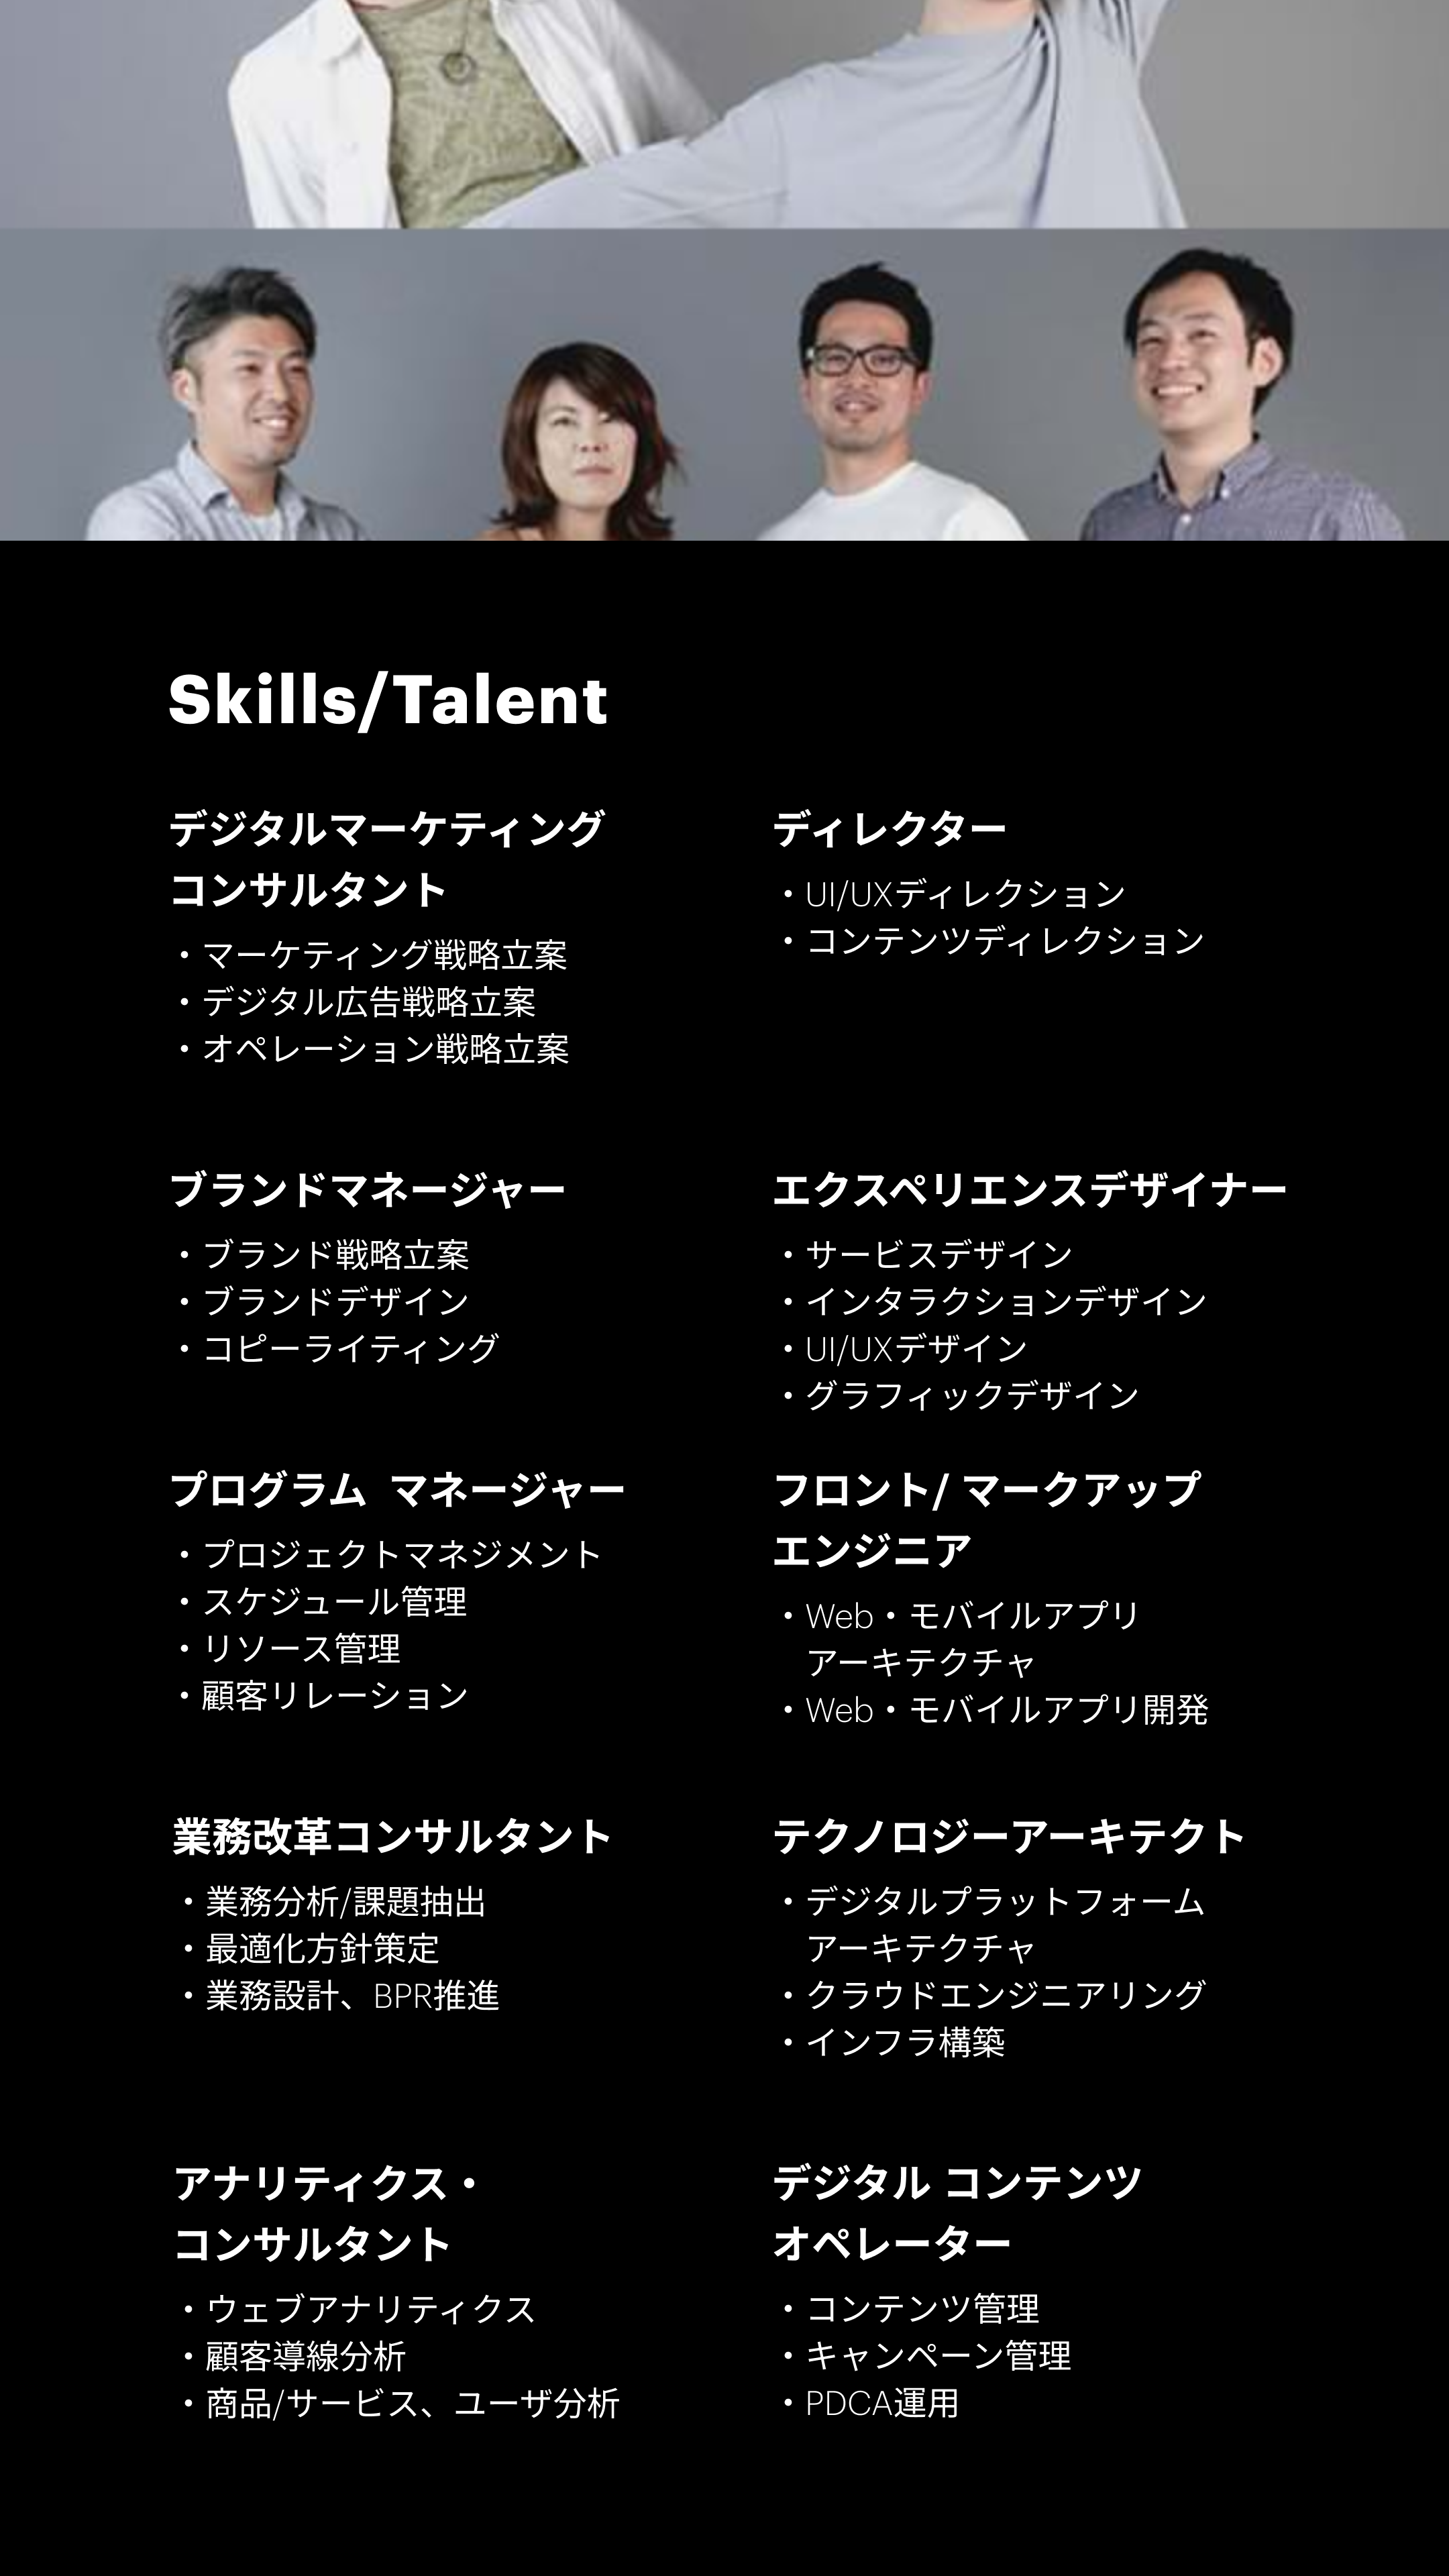 Skills/Talent
デジタルマーケティング
コンサルタント
・マーケティング戦略立案
・デジタル広告戦略立案
・オペレーション戦略立案
ディレクター
・UI/UXディレクション
・コンテンツディレクション
ブランドマネージャー
・ブランド戦略立案
・ブランドデザイン
・コピーライティング
エクスペリエンスデザイナー
・サービスデザイン
・インタラクションデザイン
・UI/UXデザイン
・グラフィックデザイン
プログラム マネージャー
・プロジェクトマネジメント
・スケジュール管理
・リソース管理
・顧客リレーション
フロント/ マークアップ
エンジニア
・Web・モバイルアプリ
アーキテクチャ
・Web・モバイルアプリ開発
業務改革コンサルタント
・業務分析/課題抽出
・最適化方針策定
・業務設計、BPR推進
テクノロジーアーキテクト
・デジタルプラットフォーム
アーキテクチャ
・クラウドエンジニアリング
・インフラ構築
アナリティクス・
コンサルタント
・ウェブアナリティクス
・顧客導線分析
・商品/サービス、ユーザ分析
デジタル コンテンツ
オペレーター
・コンテンツ管理
・キャンペーン管理
・PDCA運用